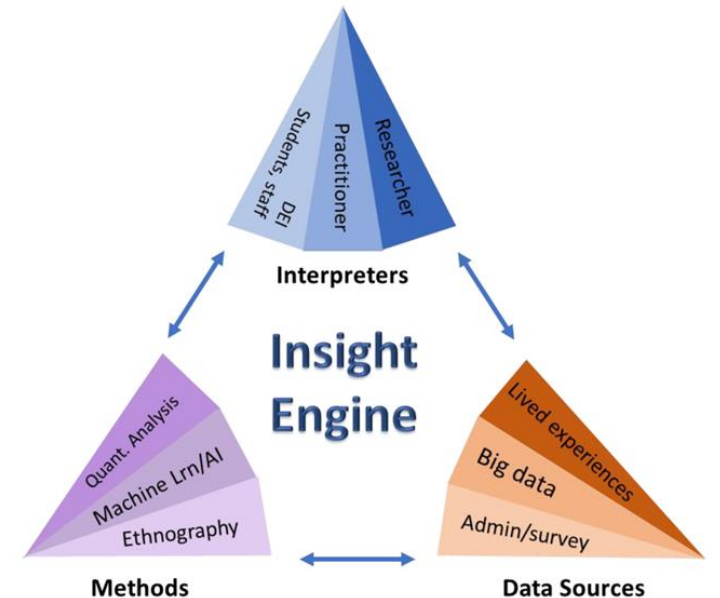 Students, staff
DEI
Practitioner
Researcher
Interpreters
Insight
Engine
Quant. Analysis
Machine Lrn/AI
Ethnography
Methods
Lived experiences
Big data
Admin/survey
Data Sources